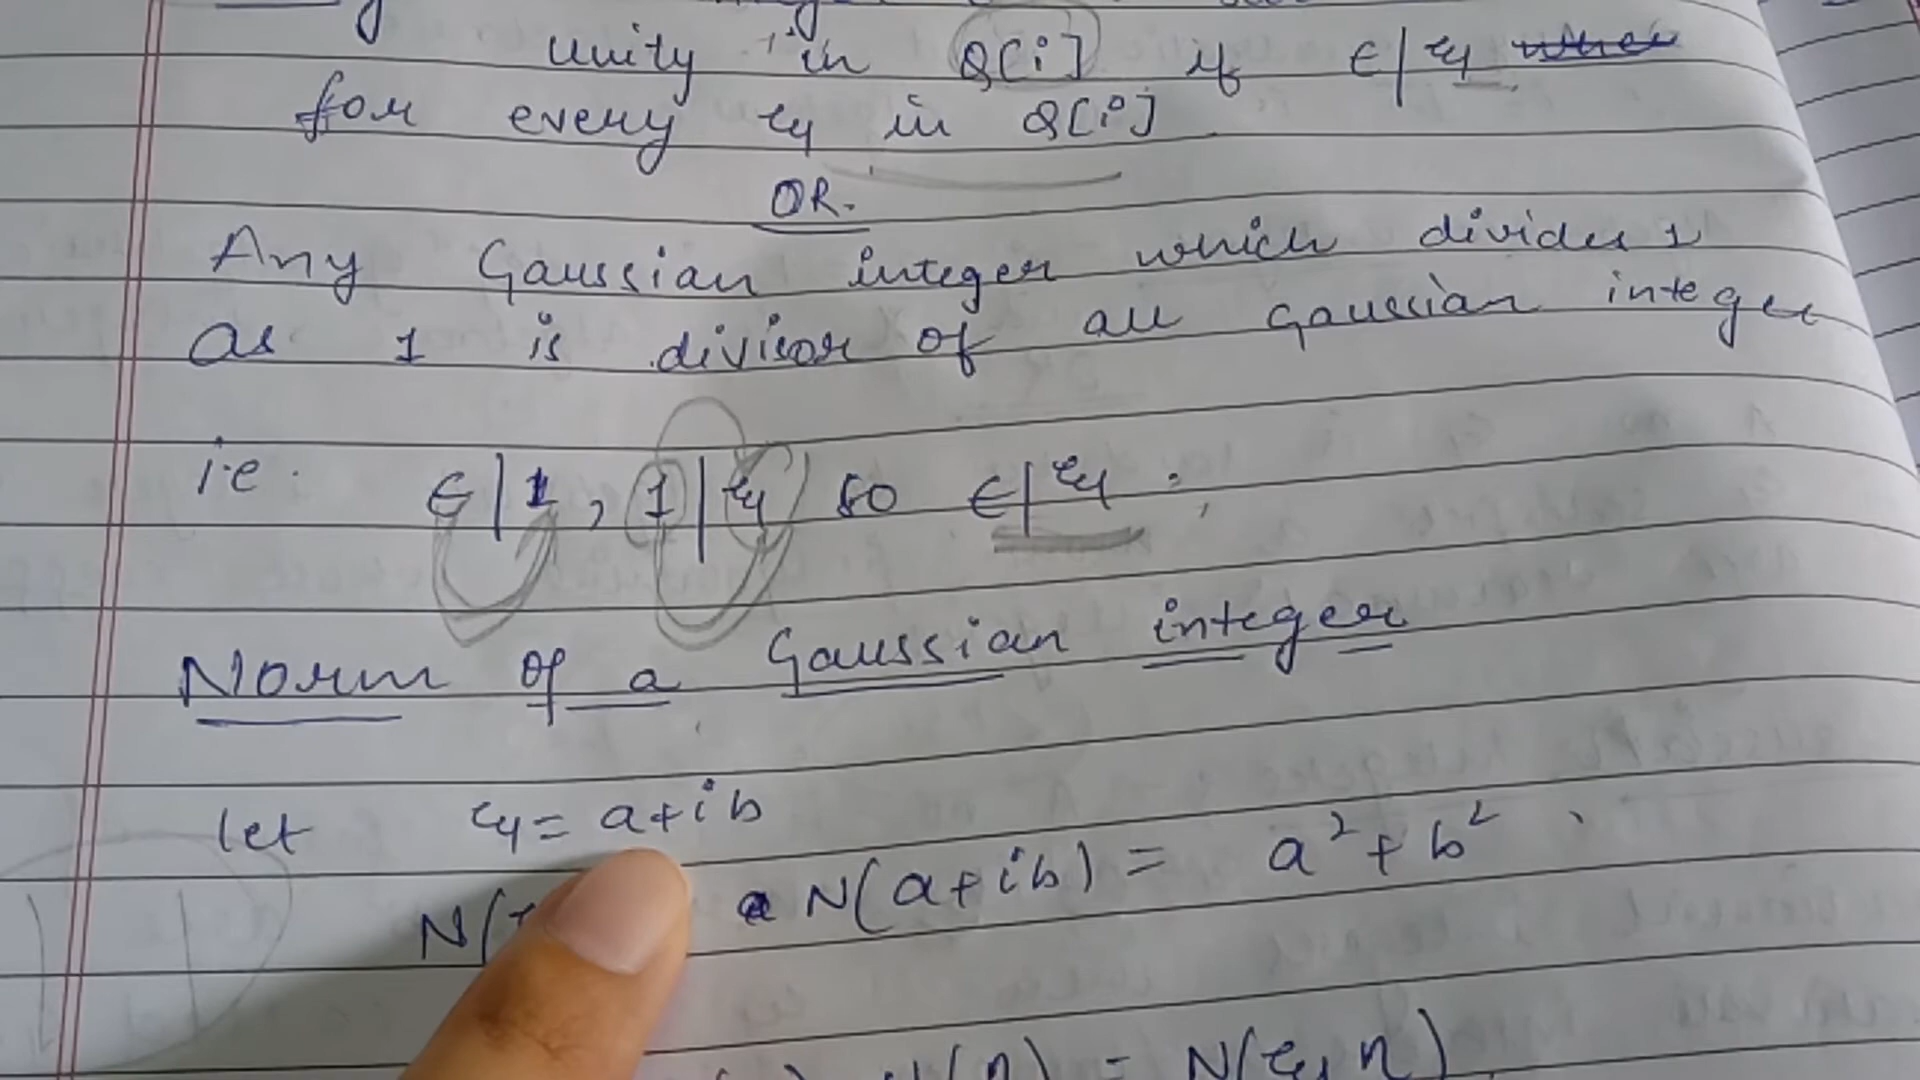 unity in Q[i] if ∈|ξ
for every ξ in Q[i]
OR.
Any Gaussian integer which divides 1
as 1 is divisor of all gaussian integer
i.e. ∈|1, 1|ξ so ∈|ξ.
Norm of a Gaussian integer
let ξ = a+ib
N( N(a+ib) = a² + b².
(n) = N(ξ, n)